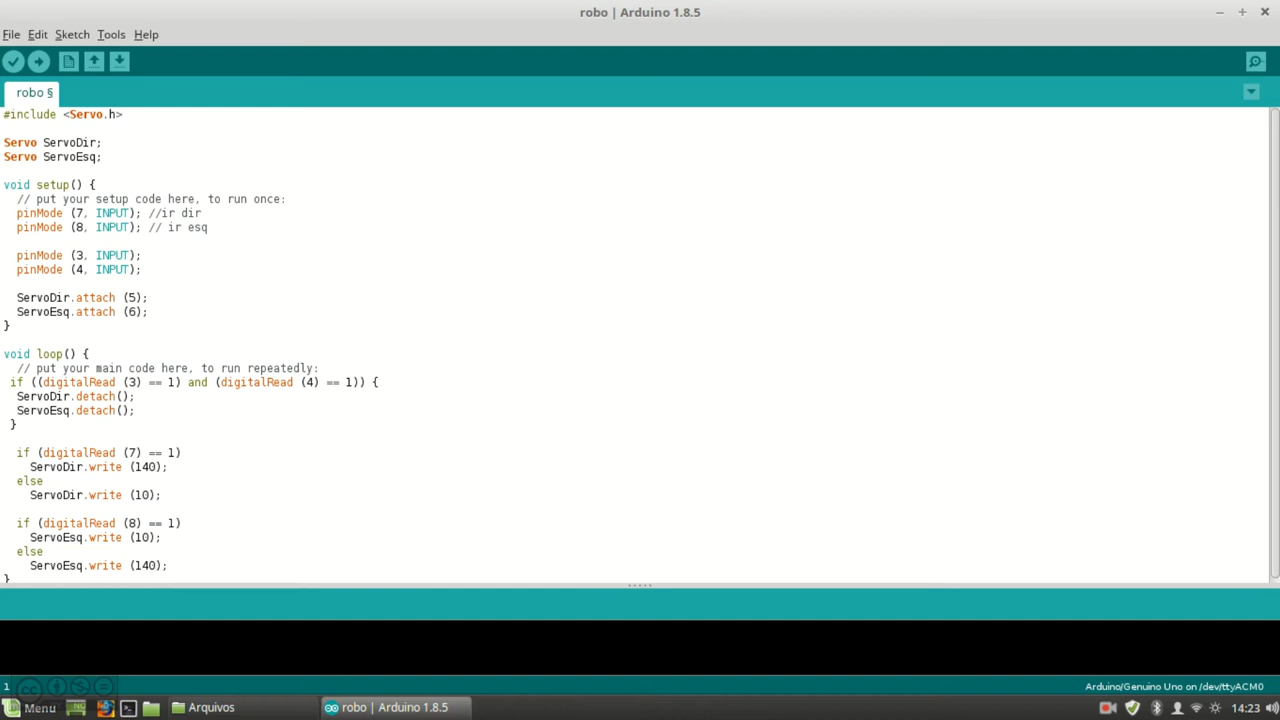 robo | Arduino 1.8.5
File Edit Sketch Tools Help
robo §
#include <Servo.h>
Servo ServoDir;
Servo ServoEsq;
void setup() {
// put your setup code here, to run once:
pinMode (7, INPUT); //ir dir
pinMode (8, INPUT); // ir esq
pinMode (3, INPUT);
pinMode (4, INPUT);
ServoDir.attach (5);
ServoEsq.attach (6);
}
void loop() {
// put your main code here, to run repeatedly:
if ((digitalRead (3) == 1) and (digitalRead (4) == 1)) {
ServoDir.detach();
ServoEsq.detach();
}
if (digitalRead (7) == 1)
ServoDir.write (140);
else
ServoDir.write (10);
if (digitalRead (8) == 1)
ServoEsq.write (10);
else
ServoEsq.write (140);
}
1 Arduino/Genuino Uno on /dev/ttyACM0
Menu Arquivos robo | Arduino 1.8.5 14:23